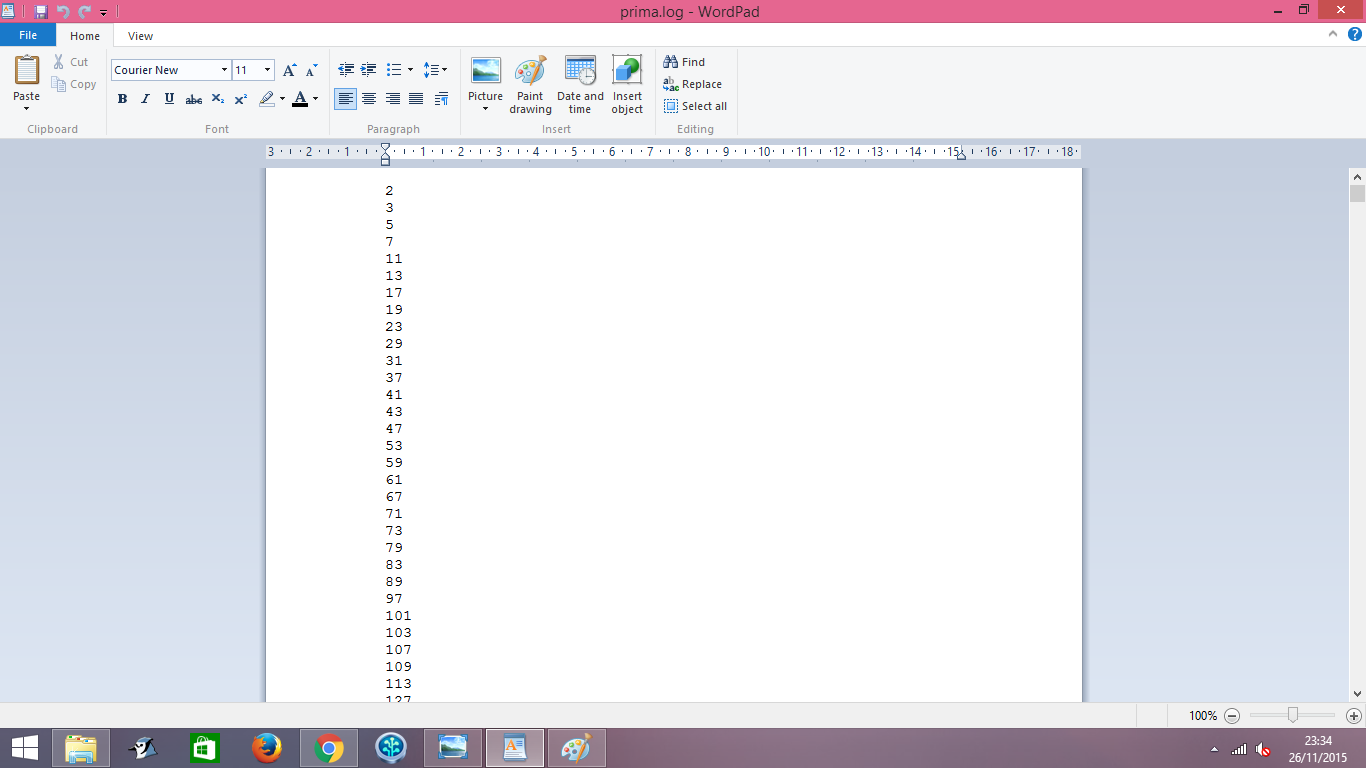 prima.log - WordPad
File Home View
Paste
Cut
Copy
Clipboard
Courier New 11
Font
Paragraph
Picture
Paint drawing
Date and time
Insert object
Insert
Find
Replace
Select all
Editing
3 2 1 1 2 3 4 5 6 7 8 9 10 11 12 13 14 15 16 17 18
2
3
5
7
11
13
17
19
23
29
31
37
41
43
47
53
59
61
67
71
73
79
83
89
97
101
103
107
109
113
127
100%
23:34
26/11/2015